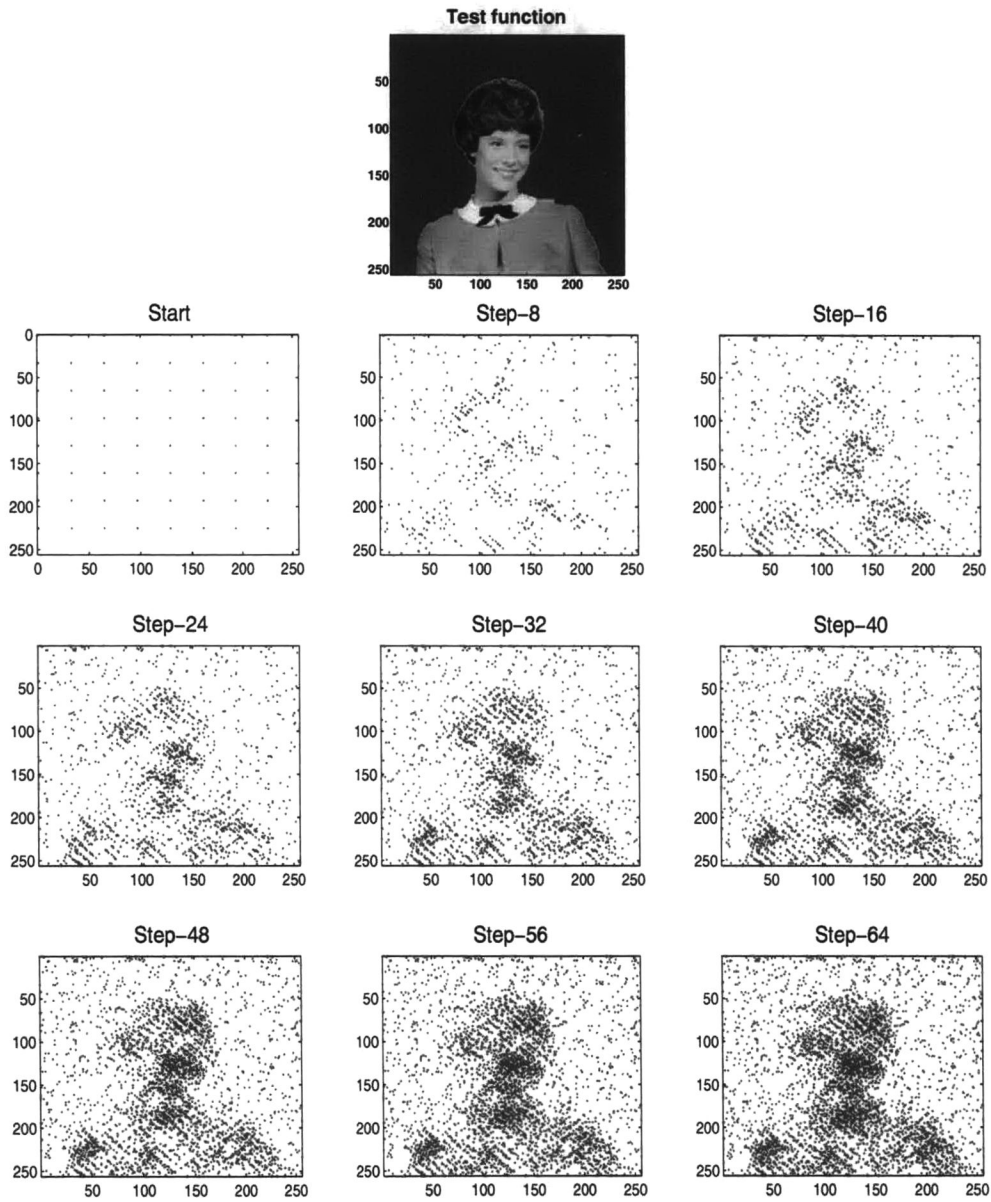 Test function
50
100
150
200
250
50 100 150 200 250
Start Step-8 Step-16
0
50 50 50
100 100 100
150 150 150
200 200 200
250 250 250
0 50 100 150 200 250 50 100 150 200 250 50 100 150 200 250
Step-24 Step-32 Step-40
50 50 50
100 100 100
150 150 150
200 200 200
250 250 250
50 100 150 200 250 50 100 150 200 250 50 100 150 200 250
Step-48 Step-56 Step-64
50 50 50
100 100 100
150 150 150
200 200 200
250 250 250
50 100 150 200 250 50 100 150 200 250 50 100 150 200 250